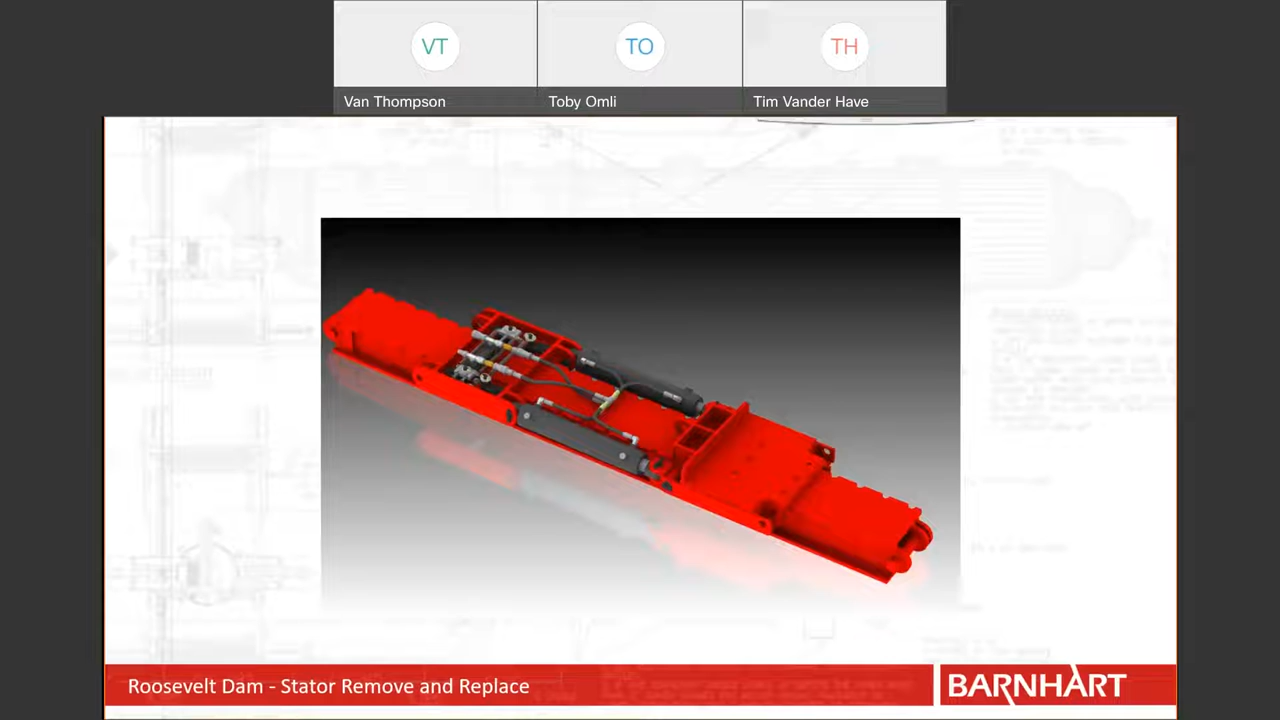 VT
TO
TH
Van Thompson
Toby Omli
Tim Vander Have
Roosevelt Dam - Stator Remove and Replace
BARNHART